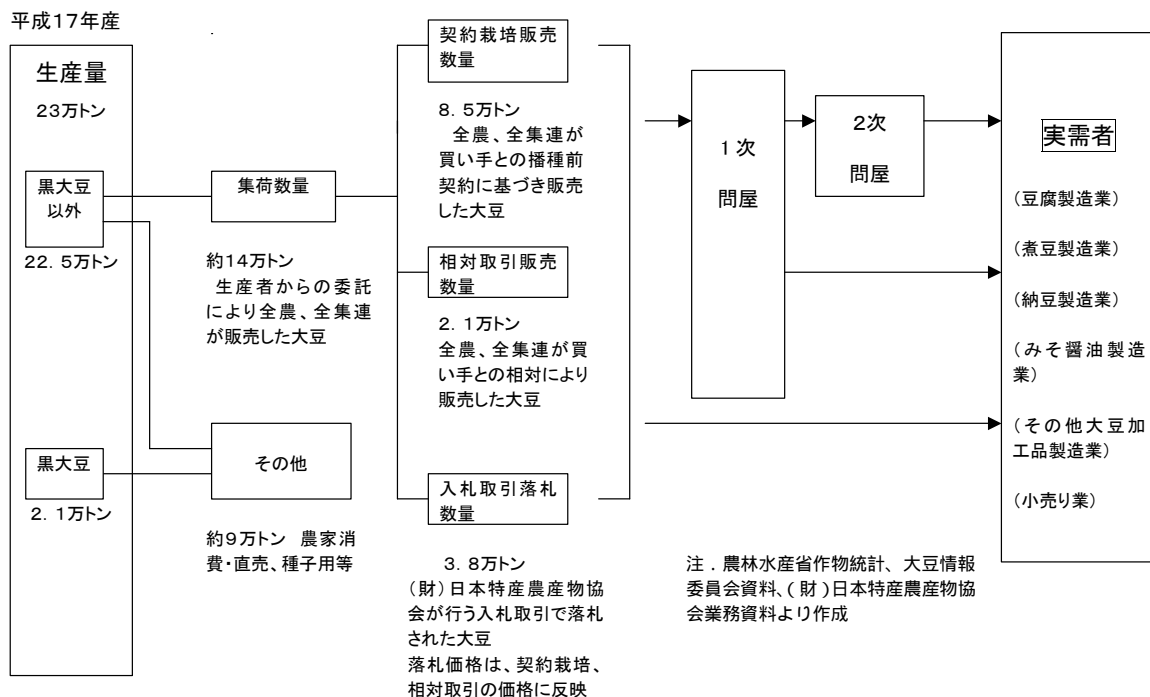 平成17年産
生産量
23万トン
黒大豆
以外
22．5万トン
黒大豆
2．1万トン
集荷数量
約14万トン
生産者からの委託
により全農、全集連
が販売した大豆
その他
約9万トン　農家消
費・直売、種子用等
契約栽培販売
数量
8．5万トン
全農、全集連が
買い手との播種前
契約に基づき販売
した大豆
相対取引販売
数量
2．1万トン
全農、全集連が買
い手との相対により
販売した大豆
入札取引落札
数量
3．8万トン
（財）日本特産農産物協
会が行う入札取引で落札
された大豆
落札価格は、契約栽培、
相対取引の価格に反映
1次
問屋
2次
問屋
実需者
（豆腐製造業）
（煮豆製造業）
（納豆製造業）
（みそ醤油製造
業）
（その他大豆加
工品製造業）
（小売り業）
注．農林水産省作物統計、大豆情報
委員会資料、（財）日本特産農産物協
会業務資料より作成